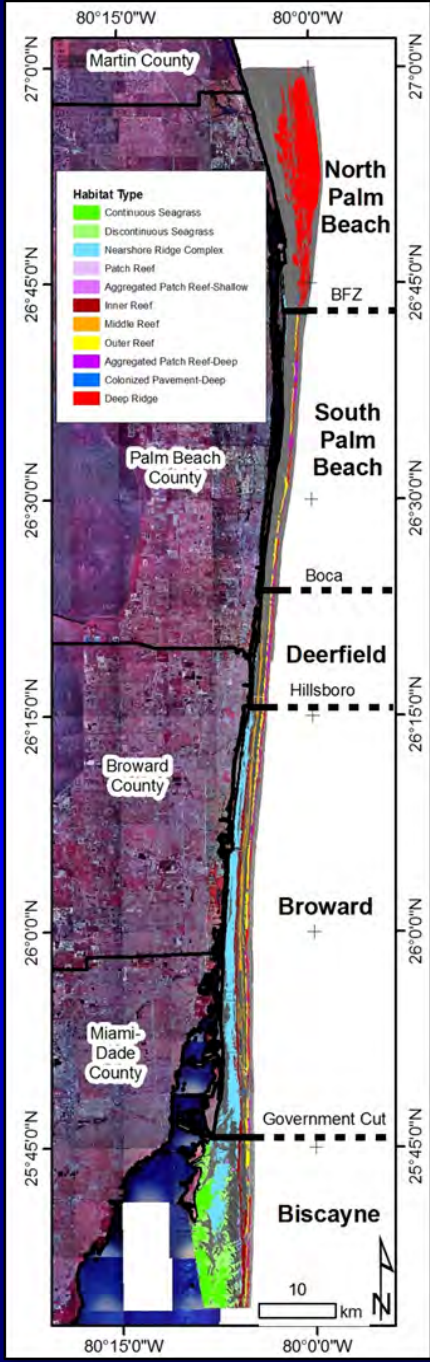 80°15'0"W 80°0'0"W
Martin County
27°0'0"N
27°0'0"N
North
Palm
Beach
Habitat Type
Continuous Seagrass
Discontinuous Seagrass
Nearshore Ridge Complex
Patch Reef
Aggregated Patch Reef-Shallow
Inner Reef
Middle Reef
Outer Reef
Aggregated Patch Reef-Deep
Colonized Pavement-Deep
Deep Ridge
26°45'0"N
26°45'0"N
BFZ
South
Palm
Beach
Palm Beach
County
26°30'0"N
26°30'0"N
Boca
Deerfield
Hillsboro
26°15'0"N
26°15'0"N
Broward
County
Broward
26°0'0"N
26°0'0"N
Miami-
Dade
County
Government Cut
25°45'0"N
25°45'0"N
Biscayne
10
km
N
80°15'0"W 80°0'0"W